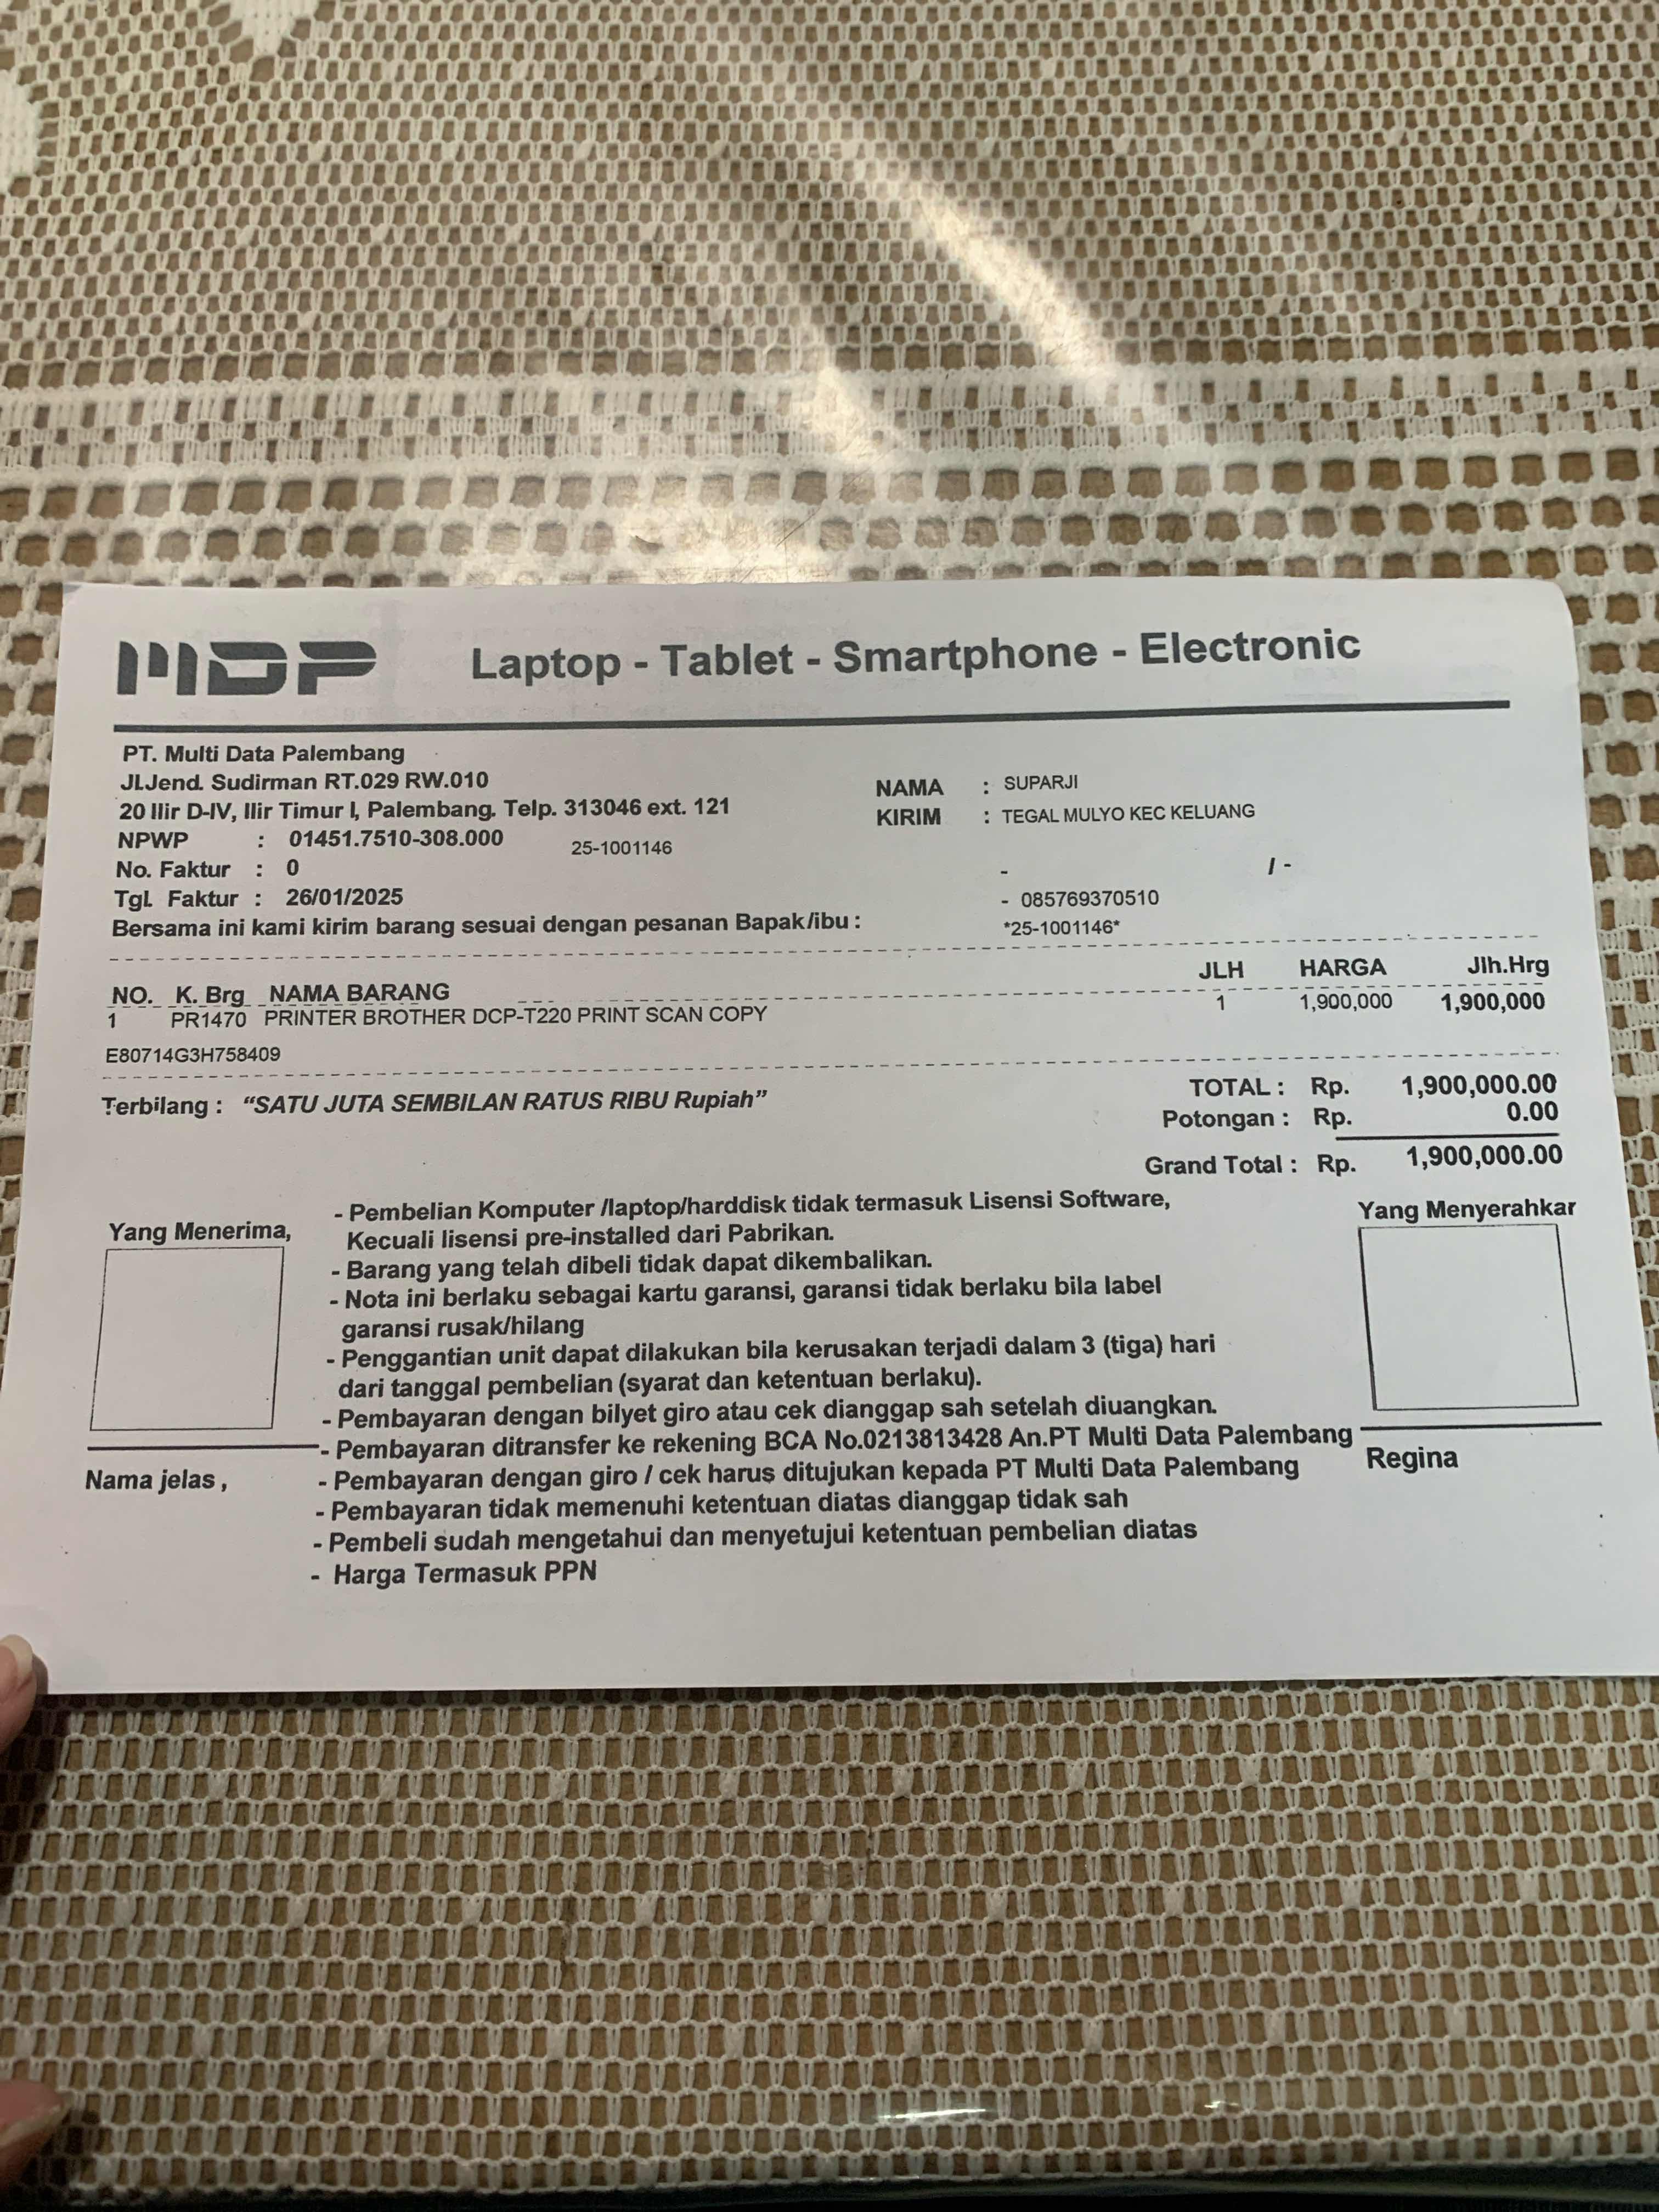 MDP Laptop - Tablet - Smartphone - Electronic
PT. Multi Data Palembang
Jl.Jend. Sudirman RT.029 RW.010
20 Ilir D-IV, Ilir Timur I, Palembang. Telp. 313046 ext. 121
NPWP : 01451.7510-308.000 25-1001146
No. Faktur : 0
Tgl. Faktur : 26/01/2025
Bersama ini kami kirim barang sesuai dengan pesanan Bapak/ibu :
NAMA : SUPARJI
KIRIM : TEGAL MULYO KEC KELUANG
- / -
- 085769370510
*25-1001146*
NO. K. Brg NAMA BARANG JLH HARGA Jlh.Hrg
1 PR1470 PRINTER BROTHER DCP-T220 PRINT SCAN COPY 1 1,900,000 1,900,000
E80714G3H758409
Terbilang : “SATU JUTA SEMBILAN RATUS RIBU Rupiah”
TOTAL : Rp. 1,900,000.00
Potongan : Rp. 0.00
Grand Total : Rp. 1,900,000.00
Yang Menerima,
Nama jelas ,
- Pembelian Komputer /laptop/harddisk tidak termasuk Lisensi Software,
Kecuali lisensi pre-installed dari Pabrikan.
- Barang yang telah dibeli tidak dapat dikembalikan.
- Nota ini berlaku sebagai kartu garansi, garansi tidak berlaku bila label
garansi rusak/hilang
- Penggantian unit dapat dilakukan bila kerusakan terjadi dalam 3 (tiga) hari
dari tanggal pembelian (syarat dan ketentuan berlaku).
- Pembayaran dengan bilyet giro atau cek dianggap sah setelah diuangkan.
- Pembayaran ditransfer ke rekening BCA No.0213813428 An.PT Multi Data Palembang
- Pembayaran dengan giro / cek harus ditujukan kepada PT Multi Data Palembang
- Pembayaran tidak memenuhi ketentuan diatas dianggap tidak sah
- Pembeli sudah mengetahui dan menyetujui ketentuan pembelian diatas
- Harga Termasuk PPN
Yang Menyerahkar
Regina